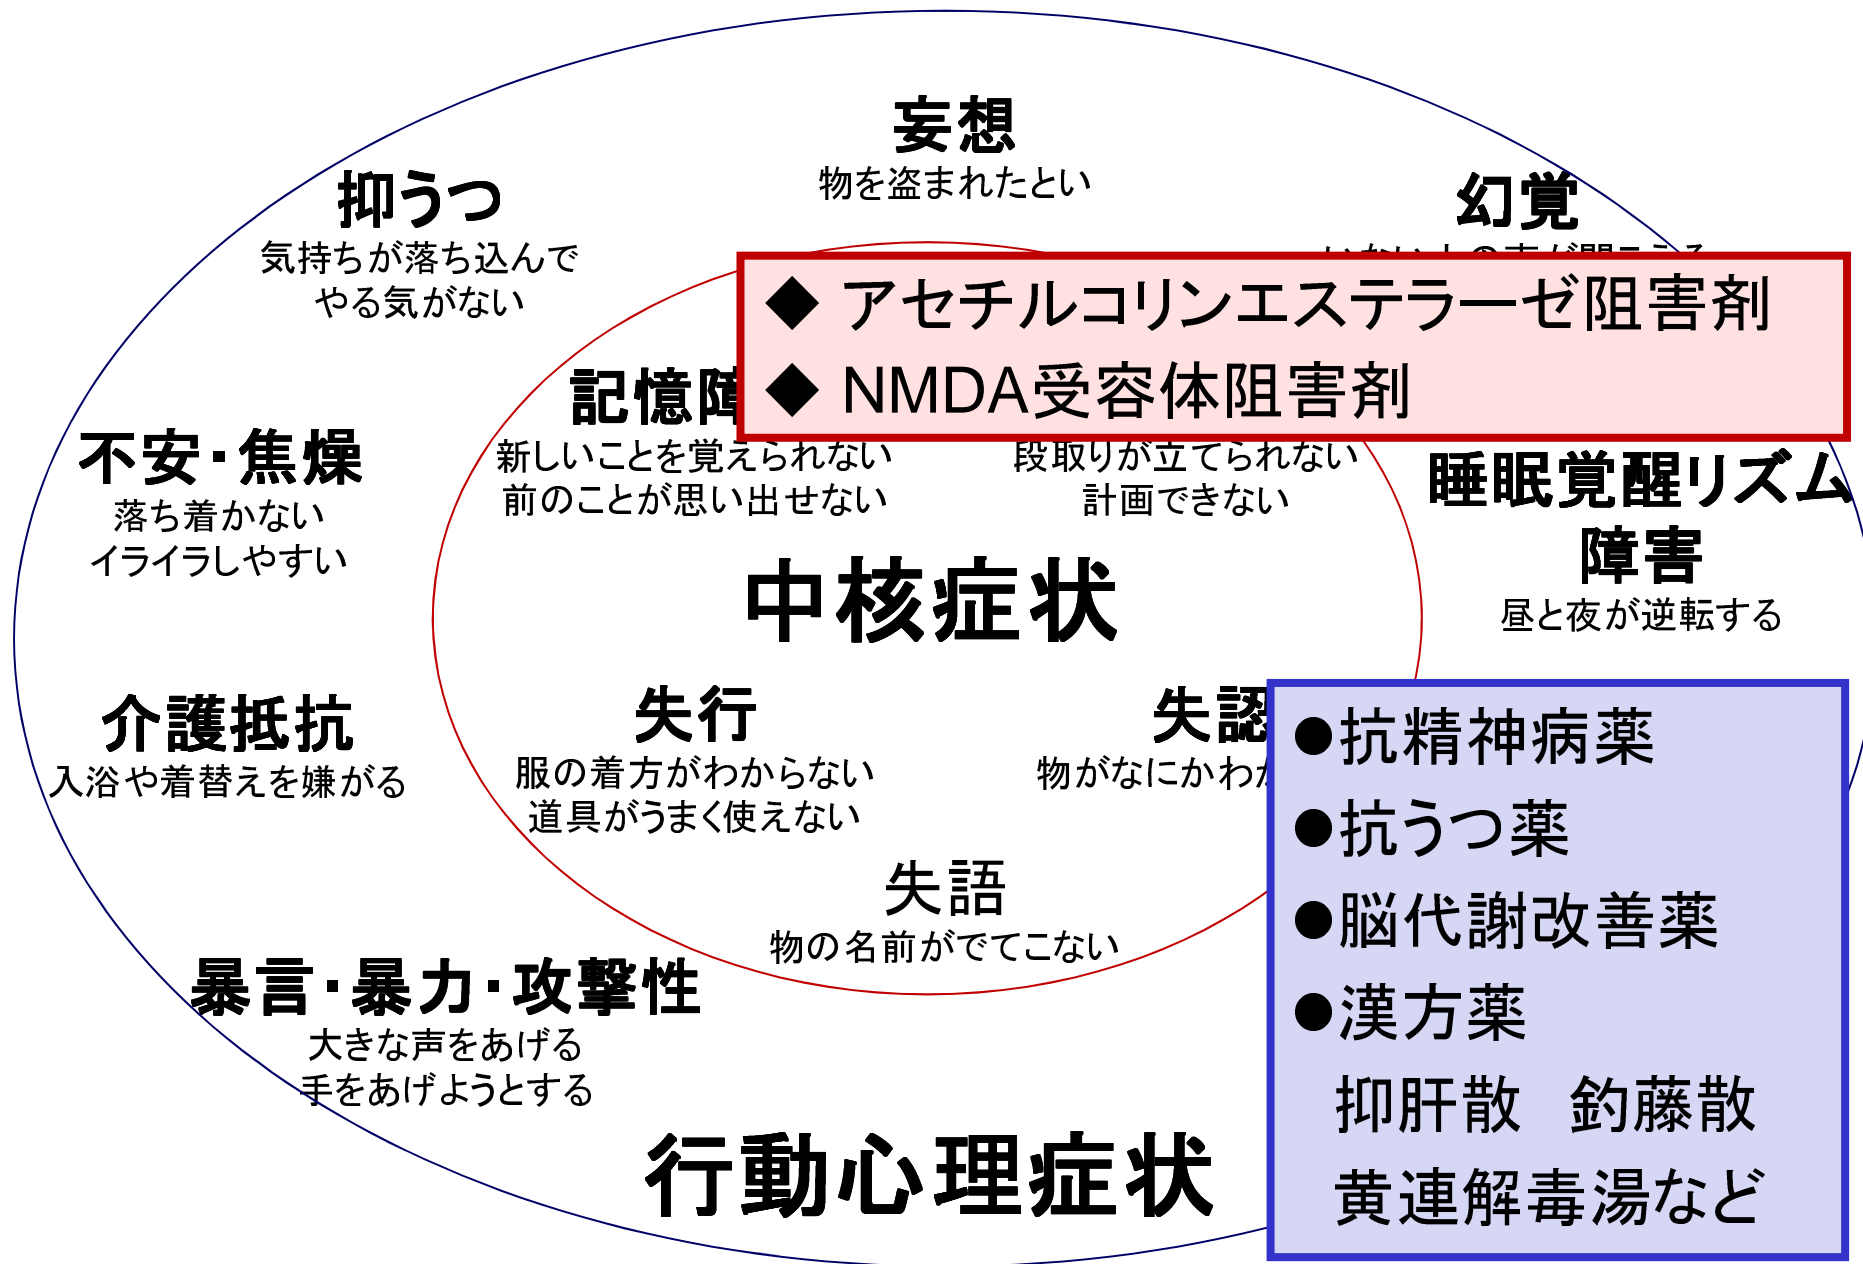 妄想
物を盗まれたとい
抑うつ
気持ちが落ち込んで
やる気がない
幻覚
◆ アセチルコリンエステラーゼ阻害剤
◆ NMDA受容体阻害剤
記憶障
新しいことを覚えられない
前のことが思い出せない
段取りが立てられない
計画できない
不安・焦燥
落ち着かない
イライラしやすい
睡眠覚醒リズム
障害
昼と夜が逆転する
中核症状
介護抵抗
入浴や着替えを嫌がる
失行
服の着方がわからない
道具がうまく使えない
失認
物がなにかわか
失語
物の名前がでてこない
暴言・暴力・攻撃性
大きな声をあげる
手をあげようとする
行動心理症状
●抗精神病薬
●抗うつ薬
●脳代謝改善薬
●漢方薬
抑肝散　釣藤散
黄連解毒湯など